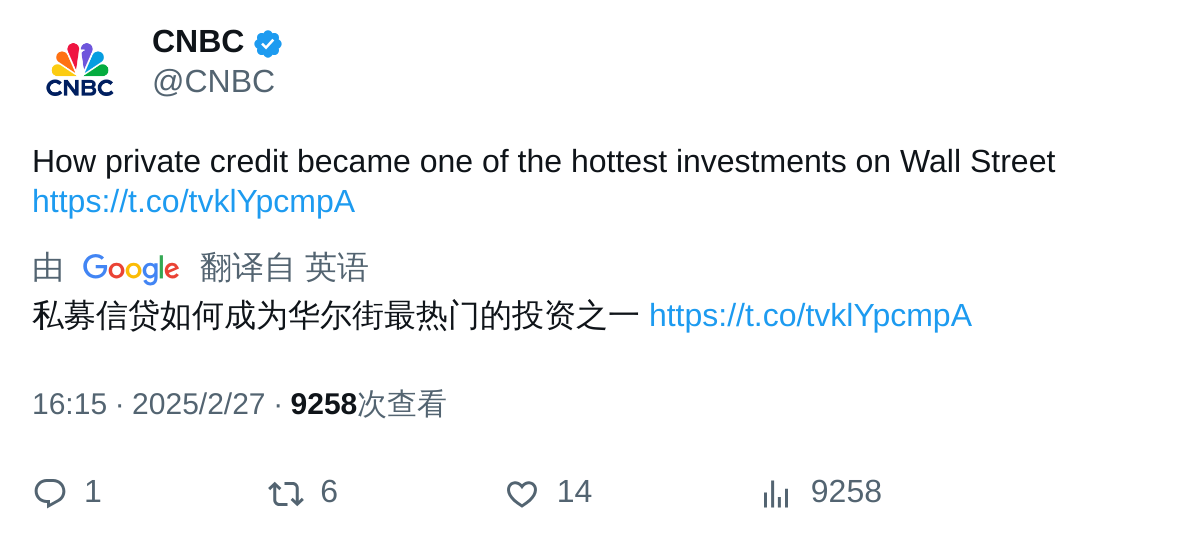 CNBC
CNBC
@CNBC
How private credit became one of the hottest investments on Wall Street
https://t.co/tvklYpcmpA
由 Google 翻译自 英语
私募信贷如何成为华尔街最热门的投资之一 https://t.co/tvklYpcmpA
16:15 · 2025/2/27 · 9258次查看
1 6 14 9258